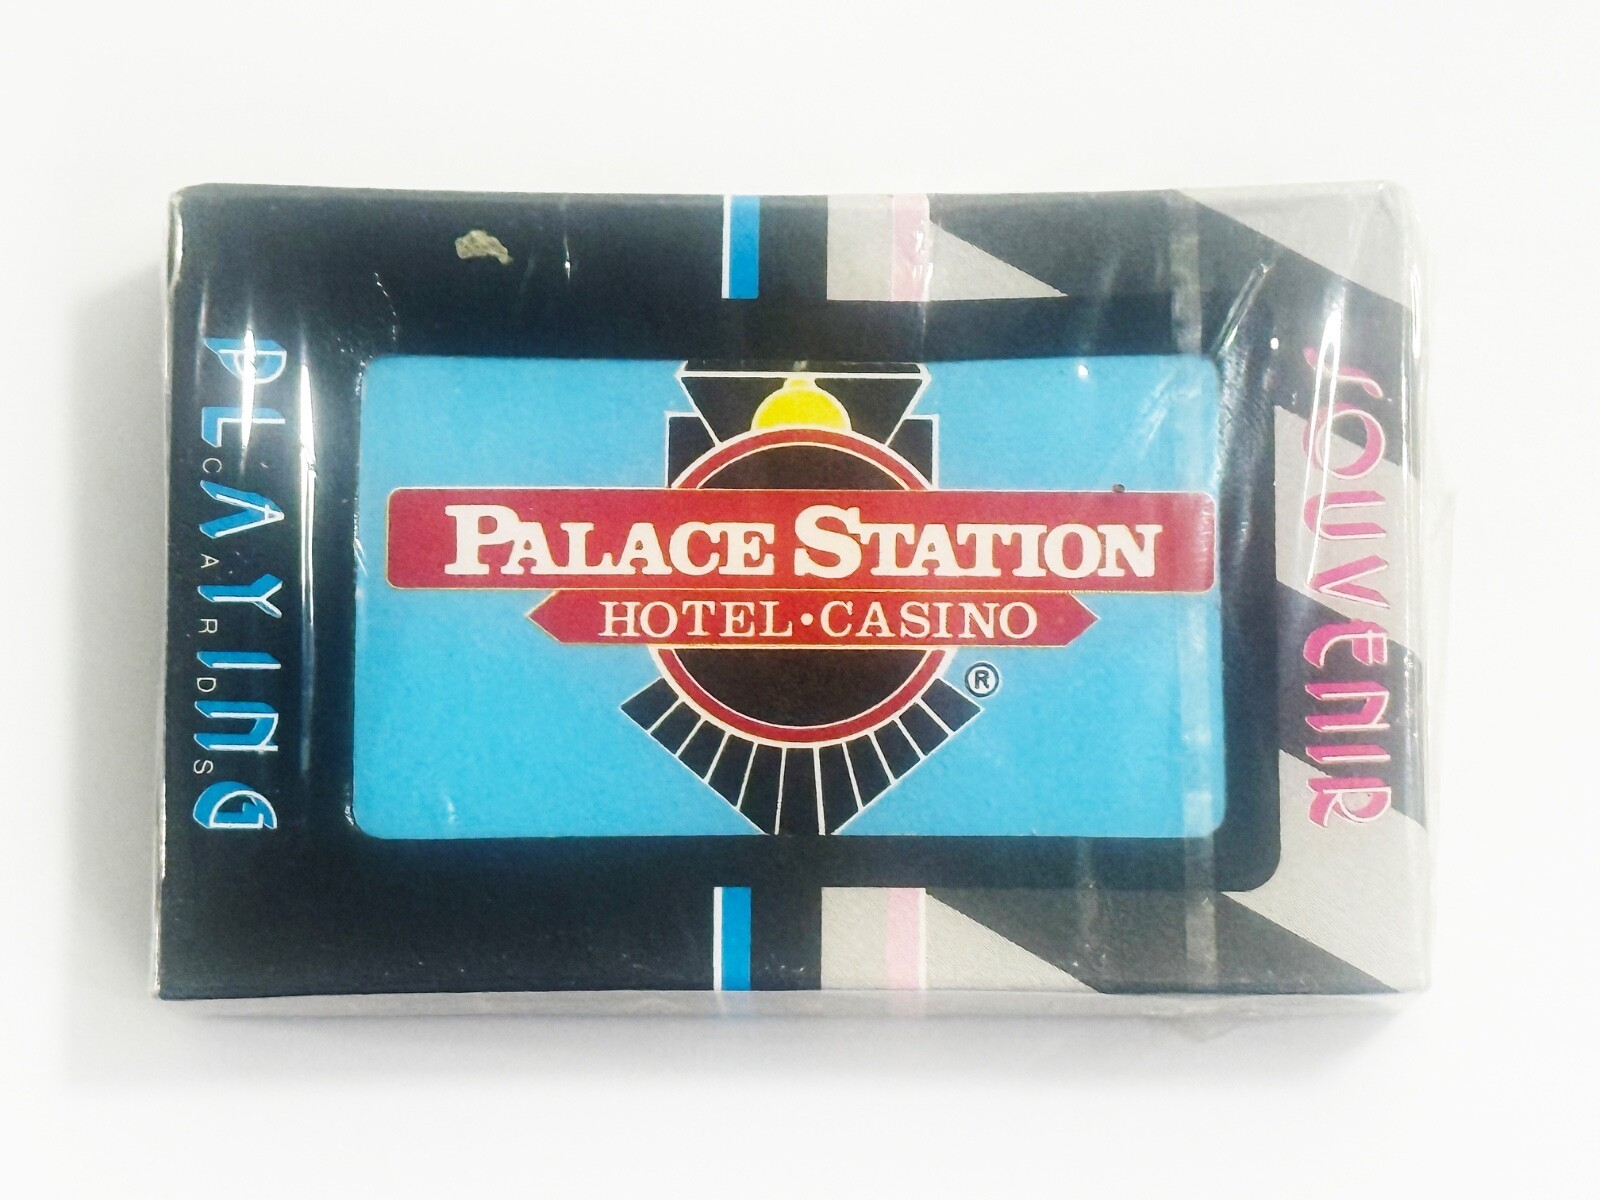 PLAYING
CARDS
PALACE STATION
HOTEL•CASINO
®
SOUVENIR